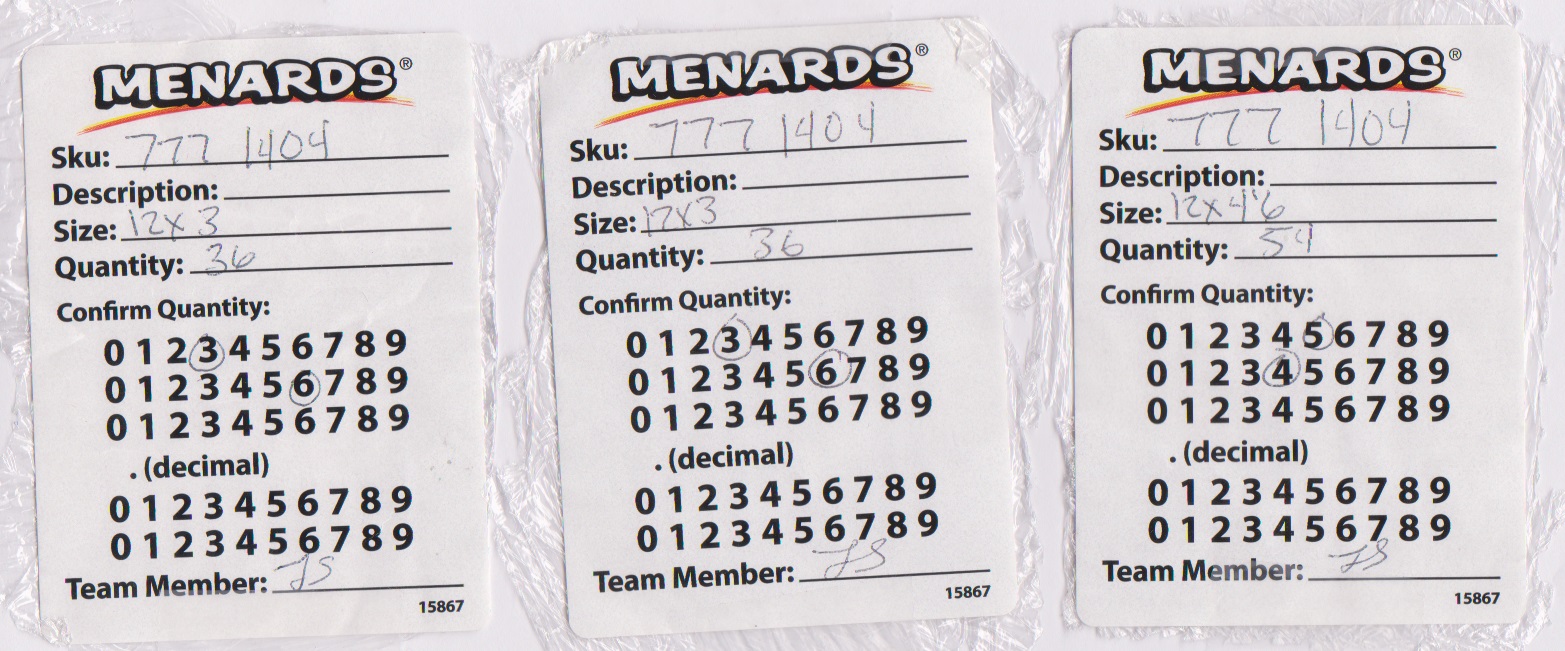 MENARDS®
Sku: 777 1404
Description:
Size: 12x 3
Quantity: 36
Confirm Quantity:
0 1 2 3 4 5 6 7 8 9
0 1 2 3 4 5 6 7 8 9
0 1 2 3 4 5 6 7 8 9
. (decimal)
0 1 2 3 4 5 6 7 8 9
0 1 2 3 4 5 6 7 8 9
Team Member: JS
15867
MENARDS®
Sku: 777 1404
Description:
Size: 12x3
Quantity: 36
Confirm Quantity:
0 1 2 3 4 5 6 7 8 9
0 1 2 3 4 5 6 7 8 9
0 1 2 3 4 5 6 7 8 9
. (decimal)
0 1 2 3 4 5 6 7 8 9
0 1 2 3 4 5 6 7 8 9
Team Member: JS
15867
MENARDS®
Sku: 777 1404
Description:
Size: 12x4'6
Quantity: 54
Confirm Quantity:
0 1 2 3 4 5 6 7 8 9
0 1 2 3 4 5 6 7 8 9
0 1 2 3 4 5 6 7 8 9
. (decimal)
0 1 2 3 4 5 6 7 8 9
0 1 2 3 4 5 6 7 8 9
Team Member: JS
15867